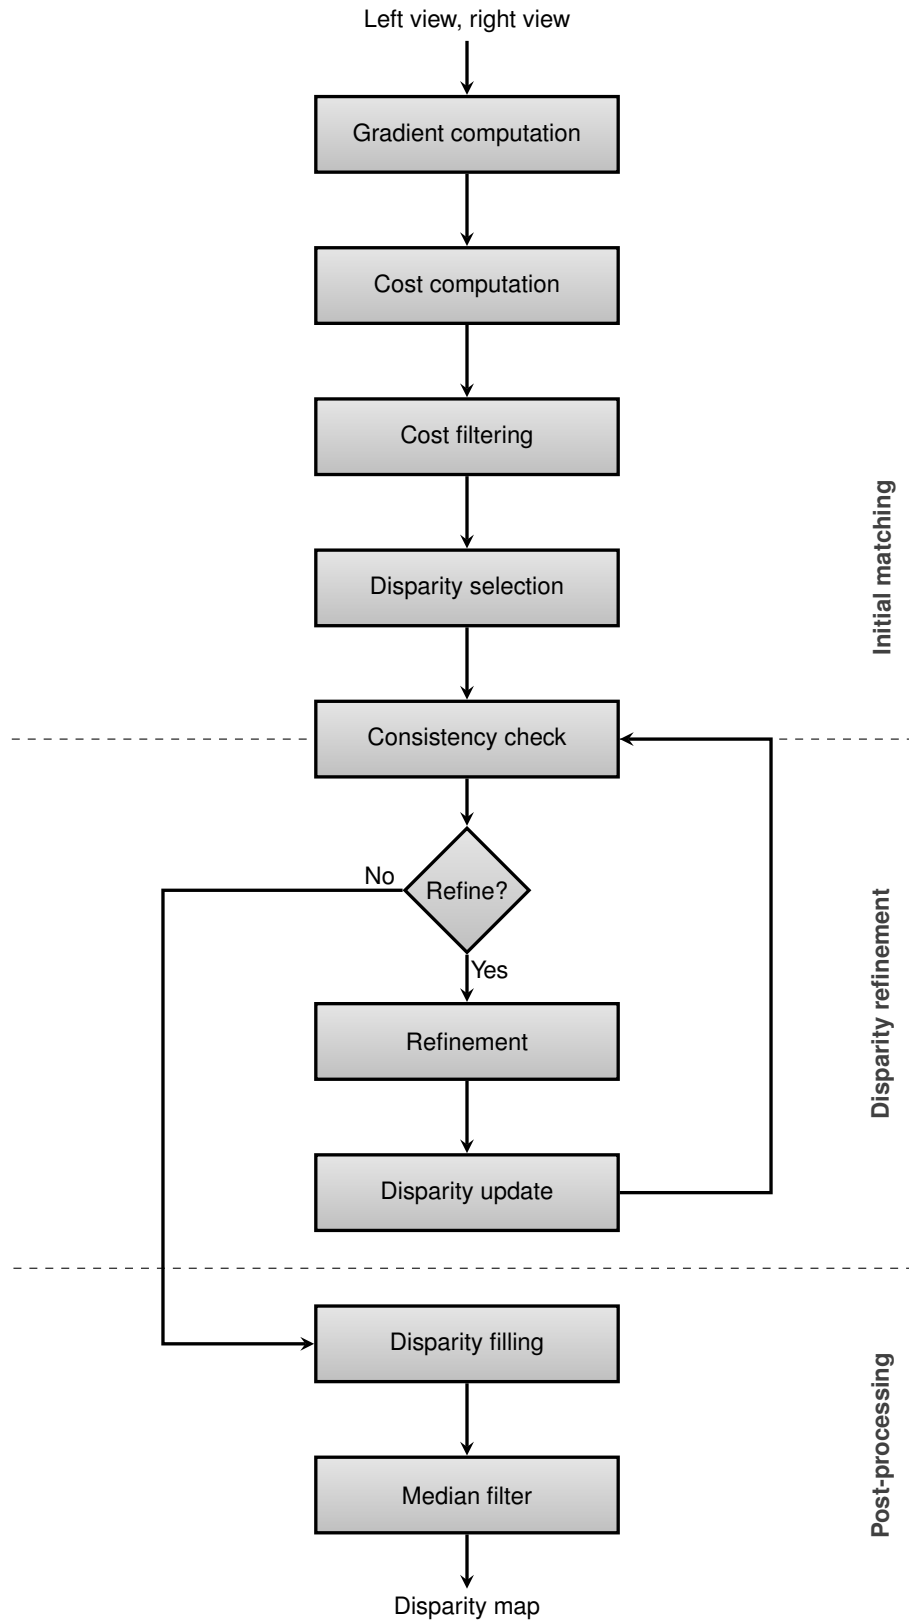 Left view, right view
Gradient computation
Cost computation
Cost filtering
Disparity selection
Initial matching
Consistency check
No
Refine?
Yes
Refinement
Disparity update
Disparity refinement
Disparity filling
Median filter
Post-processing
Disparity map